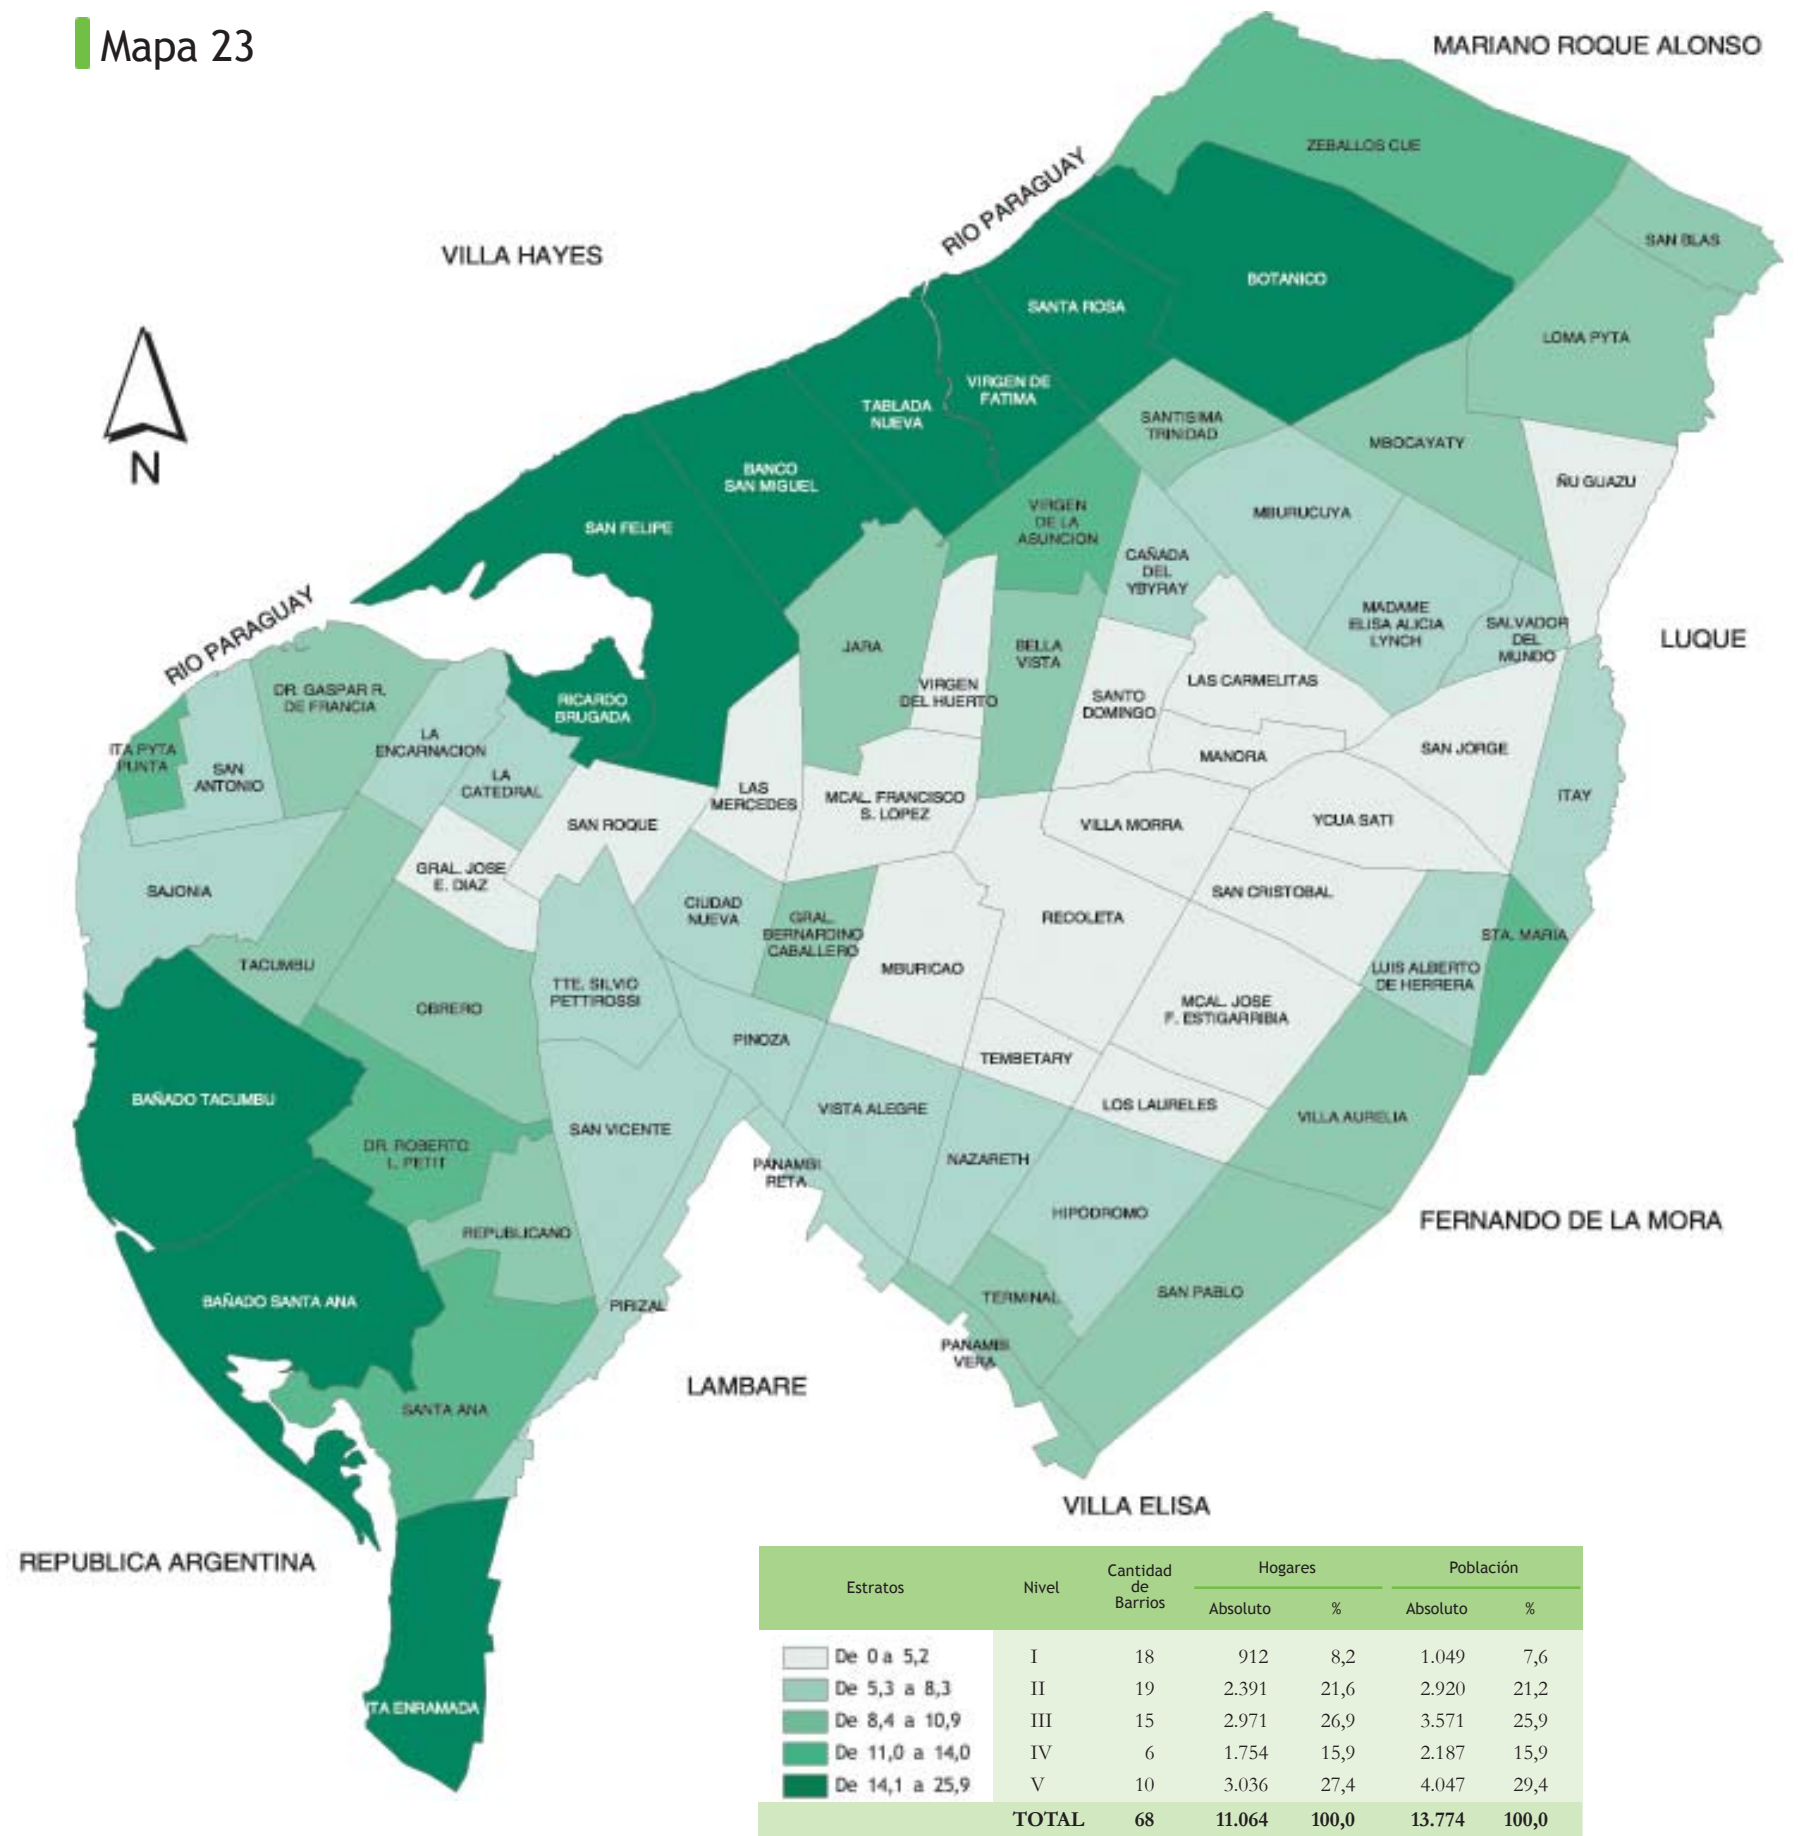 Mapa 23
MARIANO ROQUE ALONSO
ZEBALLOS CUE
RIO PARAGUAY
SAN BLAS
VILLA HAYES
BOTANICO
SANTA ROSA
LOMA PYTA
VIRGEN DE
FATIMA
TABLADA
NUEVA
SANTISIMA
TRINIDAD
MBOCAYATY
N
BANCO
SAN MIGUEL
ÑU GUAZU
VIRGEN
DE LA
ASUNCION
MBURUCUYA
SAN FELIPE
CAÑADA
DEL
YBYRAY
MADAME
ELISA ALICIA
LYNCH
SALVADOR
DEL
MUNDO
LUQUE
RIO PARAGUAY
JARA
BELLA
VISTA
LAS CARMELITAS
VIRGEN
DEL HUERTO
DR. GASPAR R.
DE FRANCIA
RICARDO
BRUGADA
SANTO
DOMINGO
LA
ENCARNACION
ITA PYTA
PUNTA
SAN
ANTONIO
MANORA
SAN JORGE
LA
CATEDRAL
LAS
MERCEDES
MCAL. FRANCISCO
S. LOPEZ
ITAY
SAN ROQUE
VILLA MORRA
YCUA SATI
GRAL. JOSE
E. DIAZ
SAJONIA
SAN CRISTOBAL
CIUDAD
NUEVA
GRAL.
BERNARDINO
CABALLERO
RECOLETA
STA. MARIA
TACUMBU
MBURICAO
LUIS ALBERTO
DE HERRERA
TTE. SILVIO
PETTIROSSI
OBRERO
MCAL. JOSE
F. ESTIGARRIBIA
PINOZA
TEMBETARY
BAÑADO TACUMBU
VISTA ALEGRE
LOS LAURELES
VILLA AURELIA
SAN VICENTE
DR. ROBERTO
L. PETIT
PANAMBI
RETA
NAZARETH
HIPODROMO
FERNANDO DE LA MORA
REPUBLICANO
BAÑADO SANTA ANA
PIRIZAL
TERMINAL
SAN PABLO
PANAMBI
VERA
LAMBARE
SANTA ANA
VILLA ELISA
REPUBLICA ARGENTINA
ITA ENRAMADA
Estratos Nivel Cantidad de Barrios Hogares Población
Absoluto % Absoluto %
De 0 a 5,2 I 18 912 8,2 1.049 7,6
De 5,3 a 8,3 II 19 2.391 21,6 2.920 21,2
De 8,4 a 10,9 III 15 2.971 26,9 3.571 25,9
De 11,0 a 14,0 IV 6 1.754 15,9 2.187 15,9
De 14,1 a 25,9 V 10 3.036 27,4 4.047 29,4
TOTAL 68 11.064 100,0 13.774 100,0